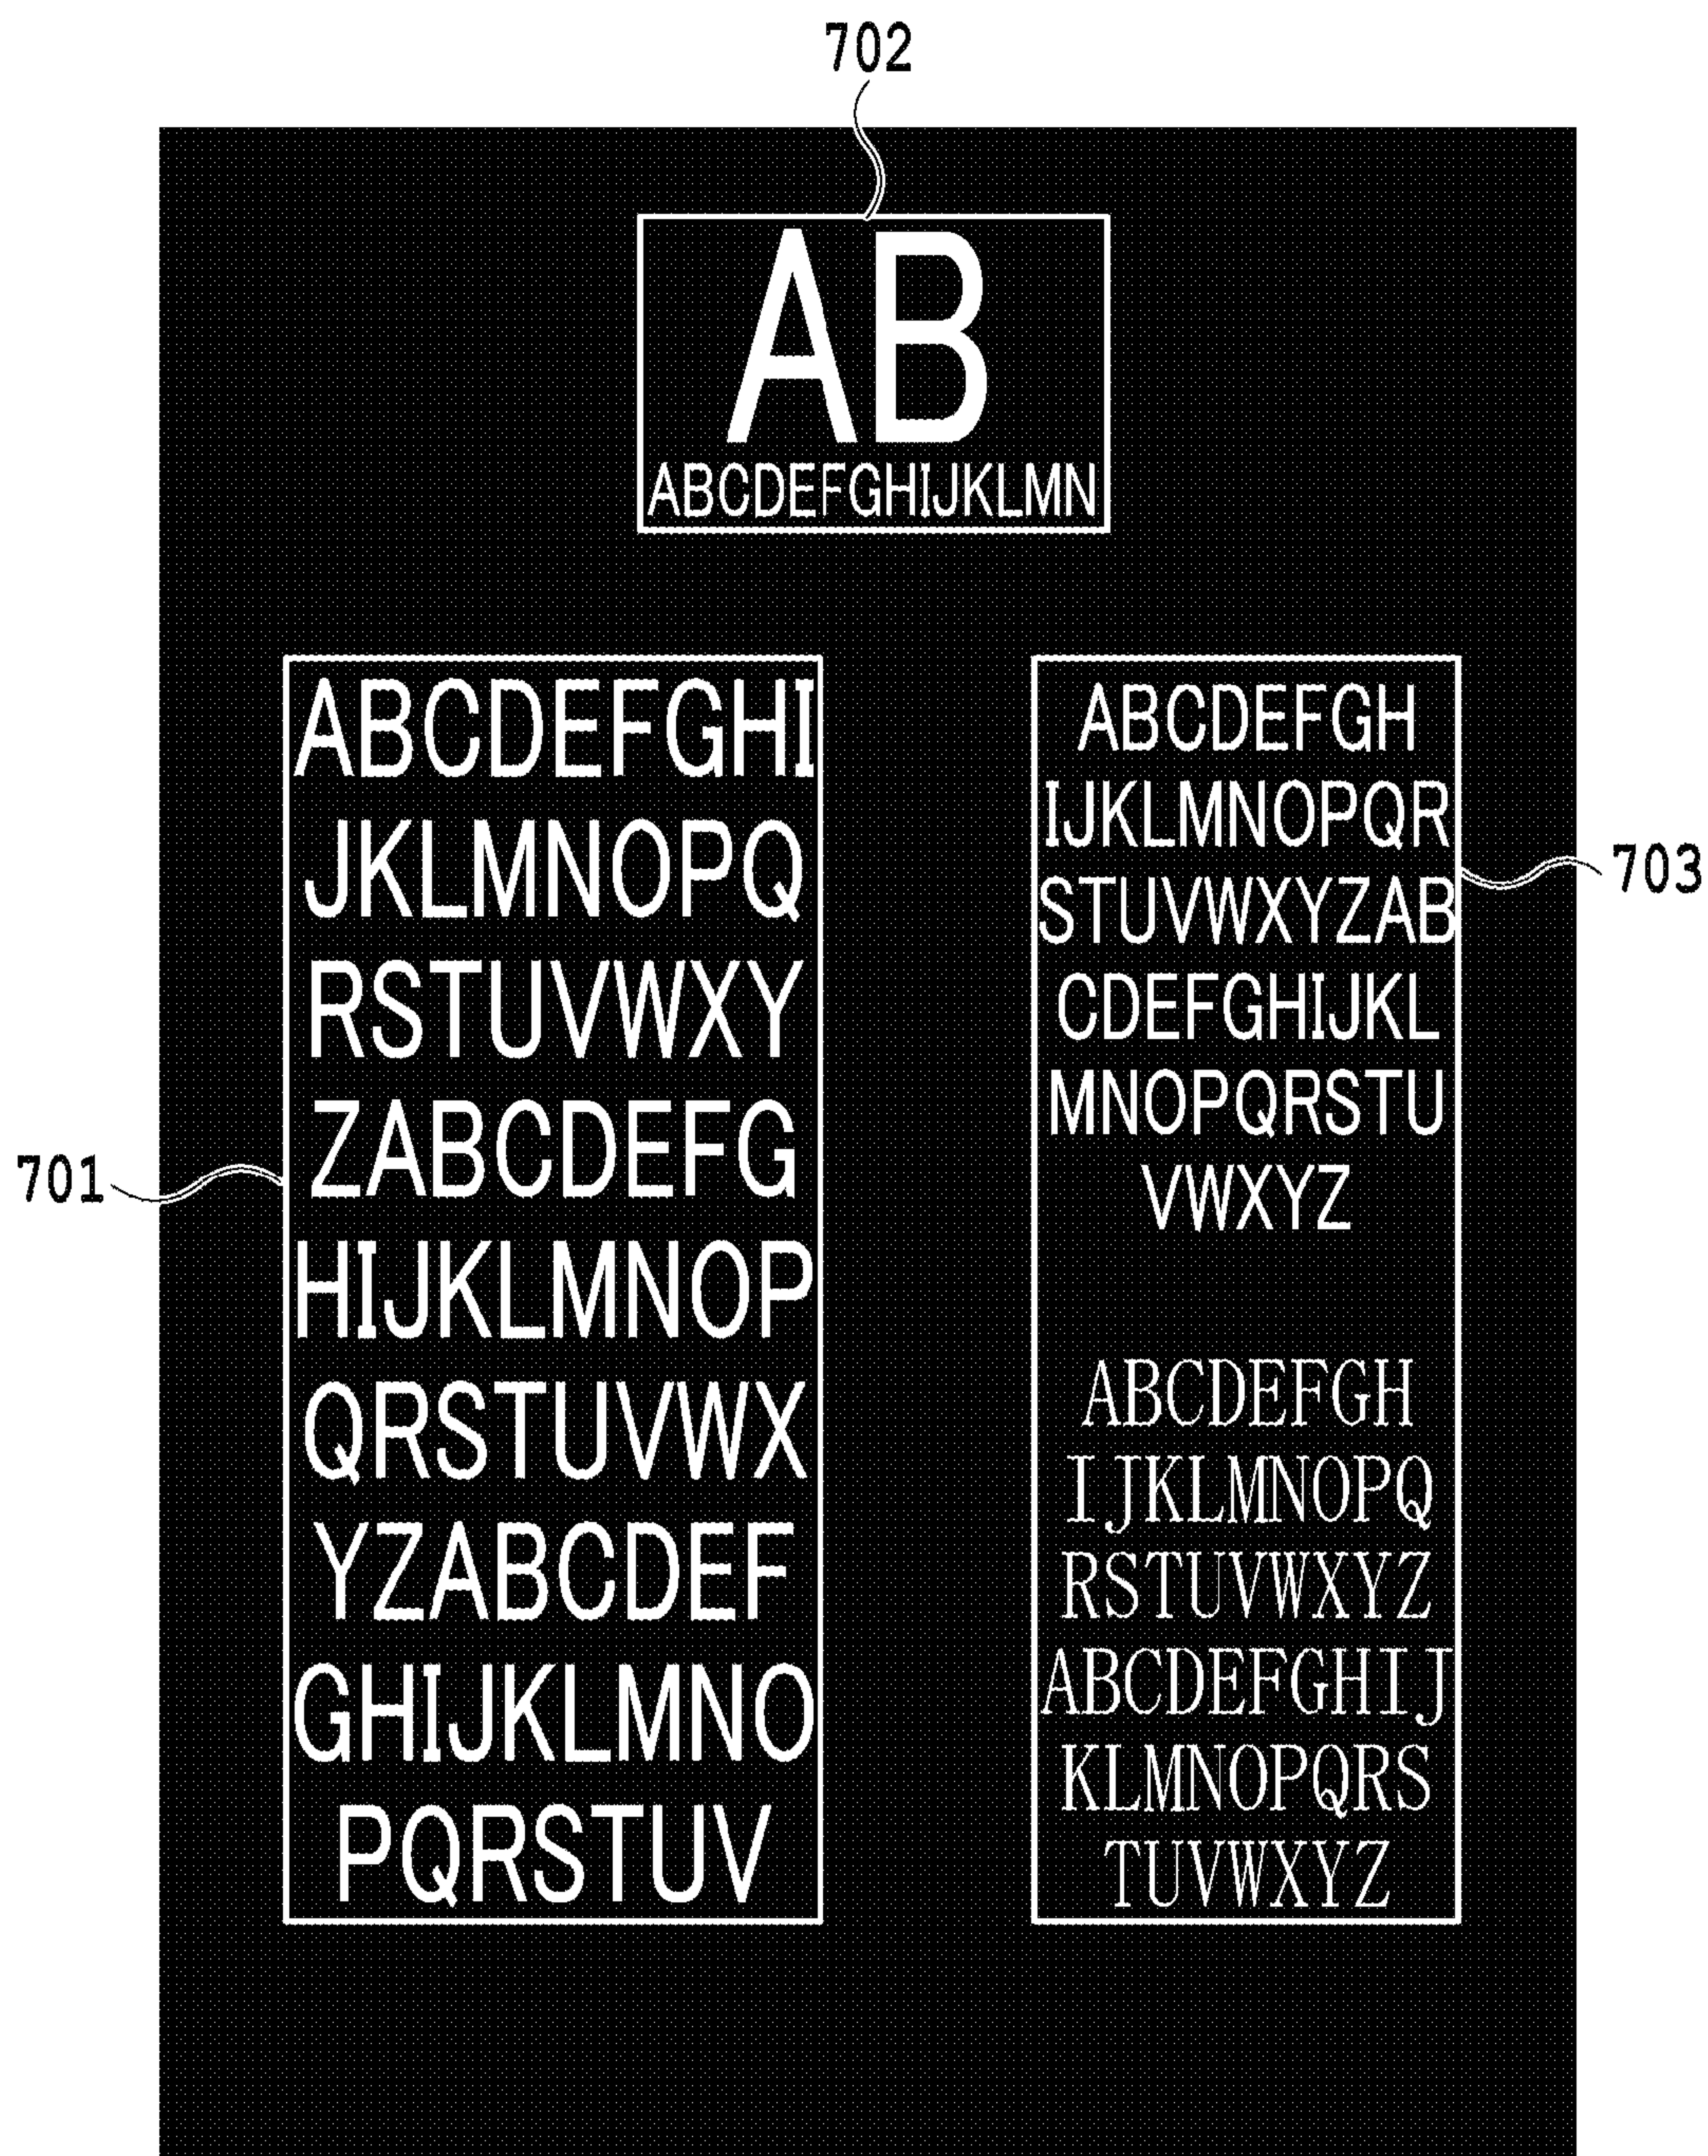 702
AB
ABCDEFGHIJKLMN
701
ABCDEFGHI
JKLMNOPQ
RSTUVWXY
ZABCDEFG
HIJKLMNOP
QRSTUVWX
YZABCDEF
GHIJKLMNO
PQRSTUV
703
ABCDEFGH
IJKLMNOPQR
STUVWXYZAB
CDEFGHIJKL
MNOPQRSTU
VWXYZ
ABCDEFGH
IJKLMNOPQ
RSTUVWXYZ
ABCDEFGHIJ
KLMNOPQRS
TUVWXYZ